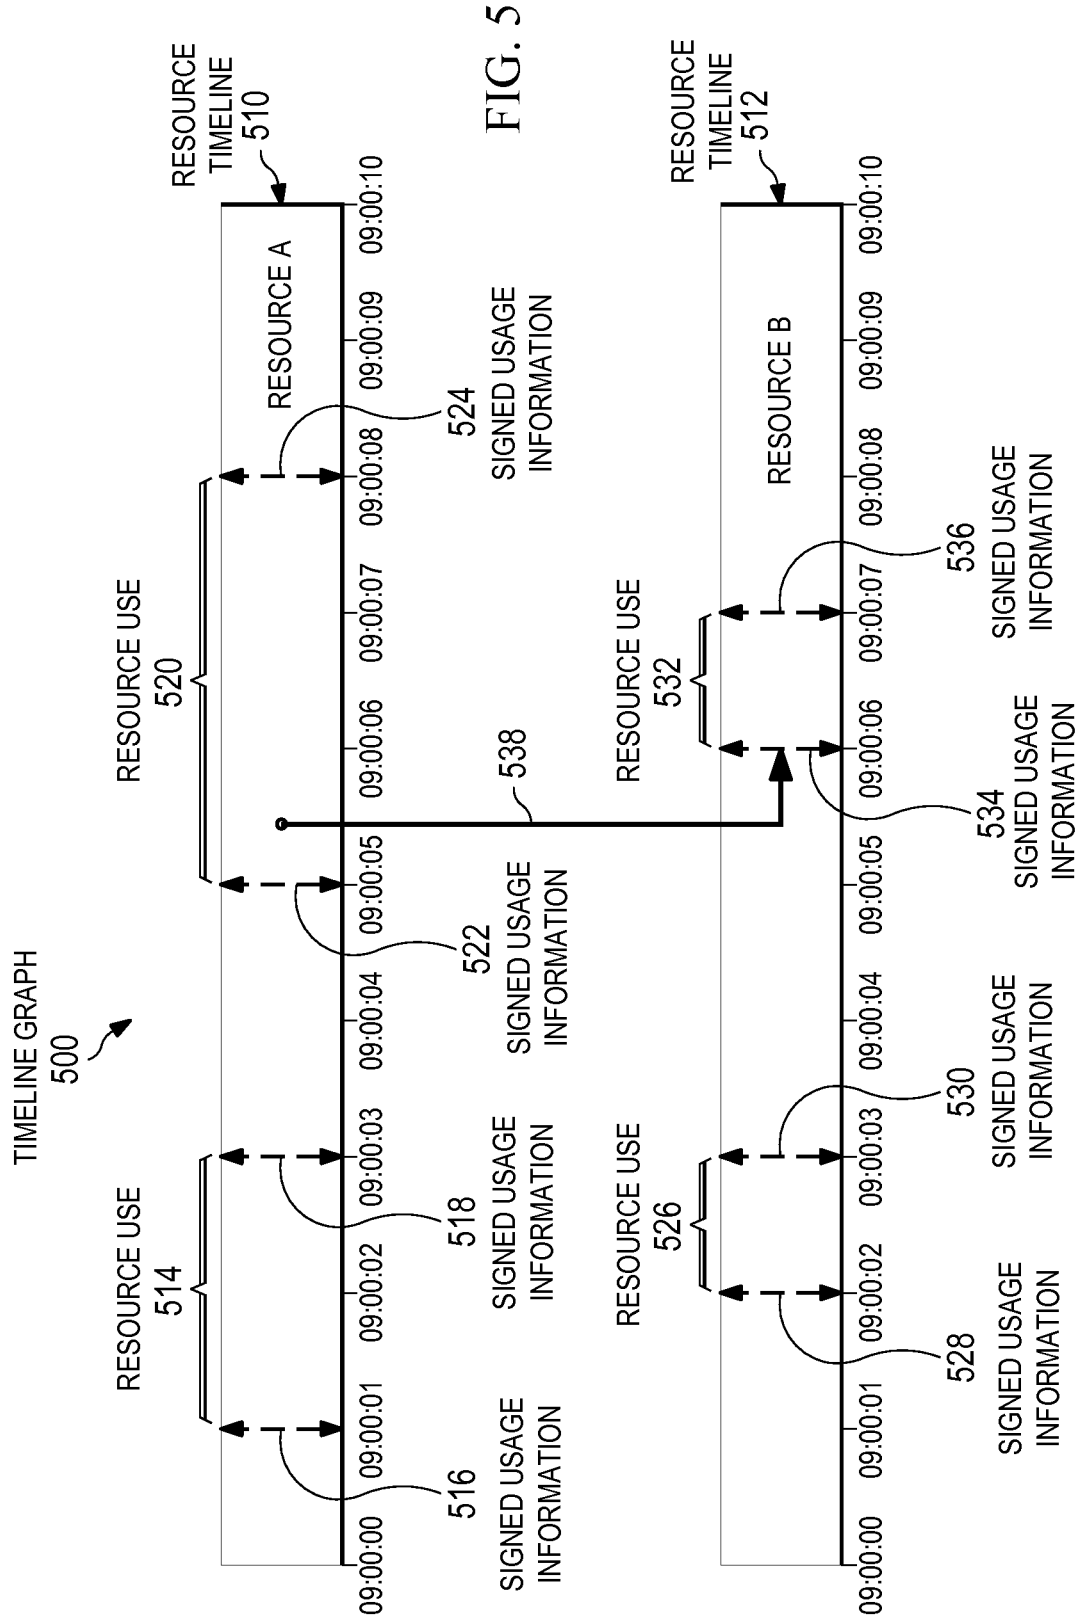 TIMELINE GRAPH
500
RESOURCE USE
514
RESOURCE USE
520
RESOURCE
TIMELINE
510
RESOURCE A
09:00:00
09:00:01
09:00:02
09:00:03
09:00:04
09:00:05
09:00:06
09:00:07
09:00:08
09:00:09
09:00:10
516
SIGNED USAGE
INFORMATION
518
SIGNED USAGE
INFORMATION
522
SIGNED USAGE
INFORMATION
538
524
SIGNED USAGE
INFORMATION
FIG. 5
RESOURCE USE
526
RESOURCE USE
532
RESOURCE
TIMELINE
512
RESOURCE B
09:00:00
09:00:01
09:00:02
09:00:03
09:00:04
09:00:05
09:00:06
09:00:07
09:00:08
09:00:09
09:00:10
528
SIGNED USAGE
INFORMATION
530
SIGNED USAGE
INFORMATION
534
SIGNED USAGE
INFORMATION
536
SIGNED USAGE
INFORMATION